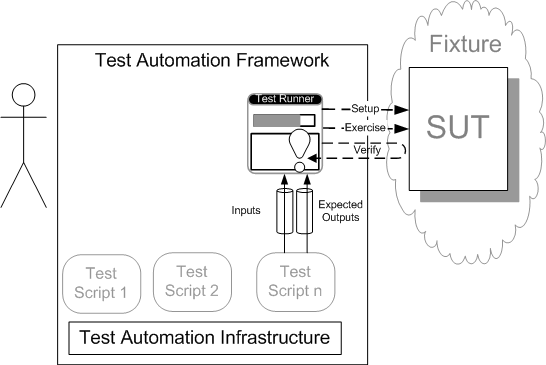 Fixture
Test Automation Framework
Test Runner
Setup
SUT
Exercise
Verify
Inputs
Expected
Outputs
Test
Script 1
Test
Script 2
Test
Script n
Test Automation Infrastructure